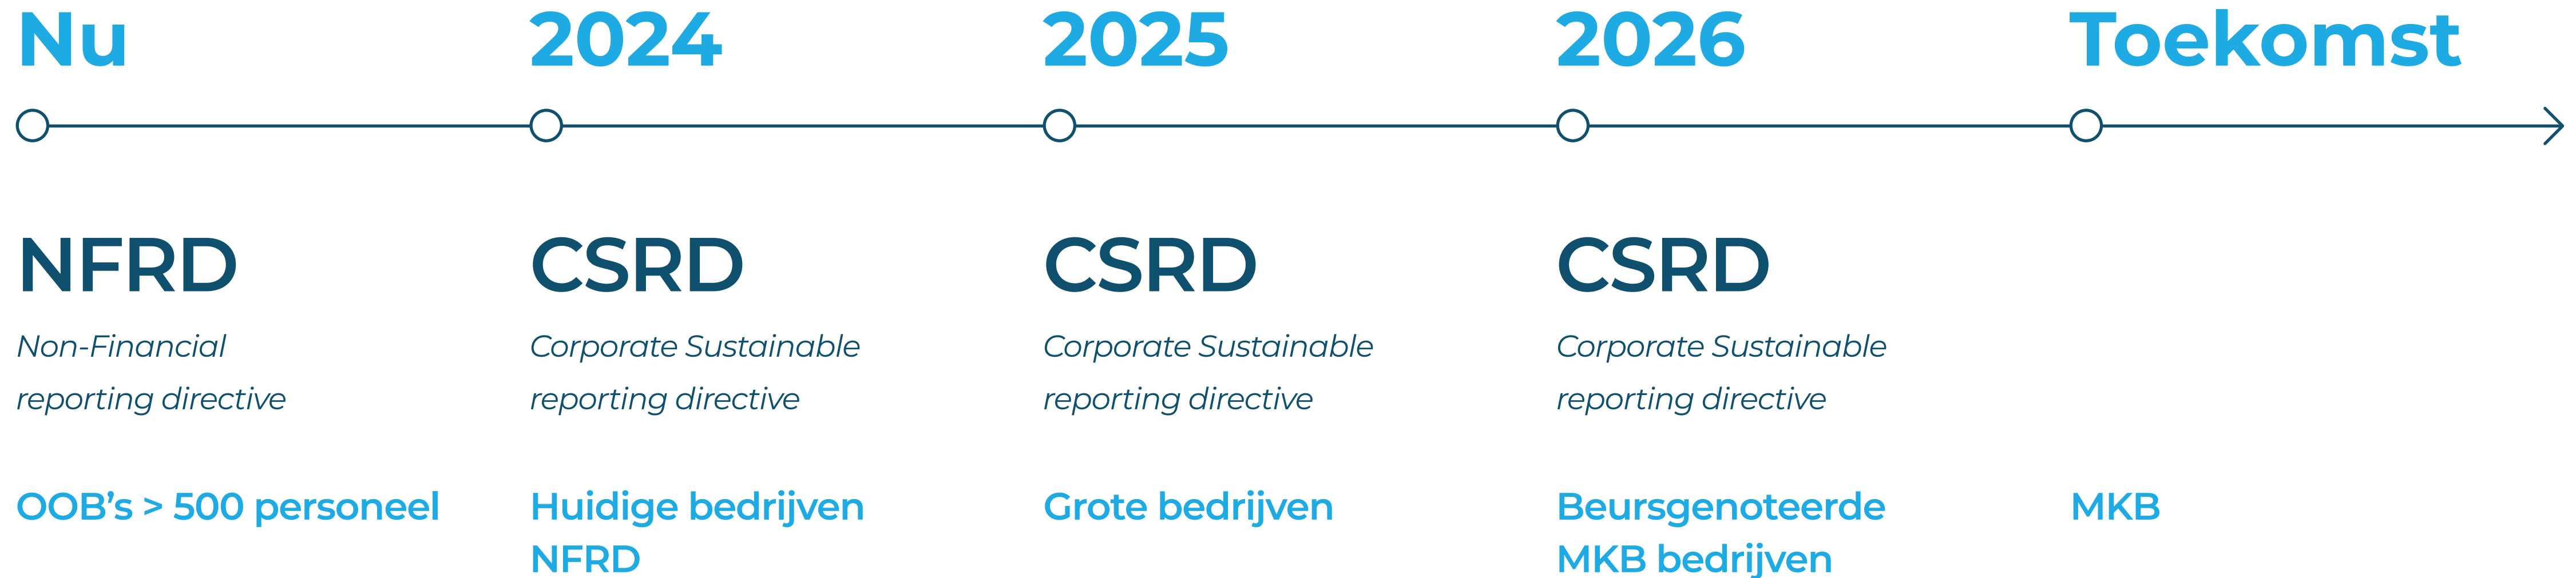 Nu
2024
2025
2026
Toekomst
NFRD
Non-Financial
reporting directive
OOB’s > 500 personeel
CSRD
Corporate Sustainable
reporting directive
Huidige bedrijven
NFRD
CSRD
Corporate Sustainable
reporting directive
Grote bedrijven
CSRD
Corporate Sustainable
reporting directive
Beursgenoteerde
MKB bedrijven
MKB